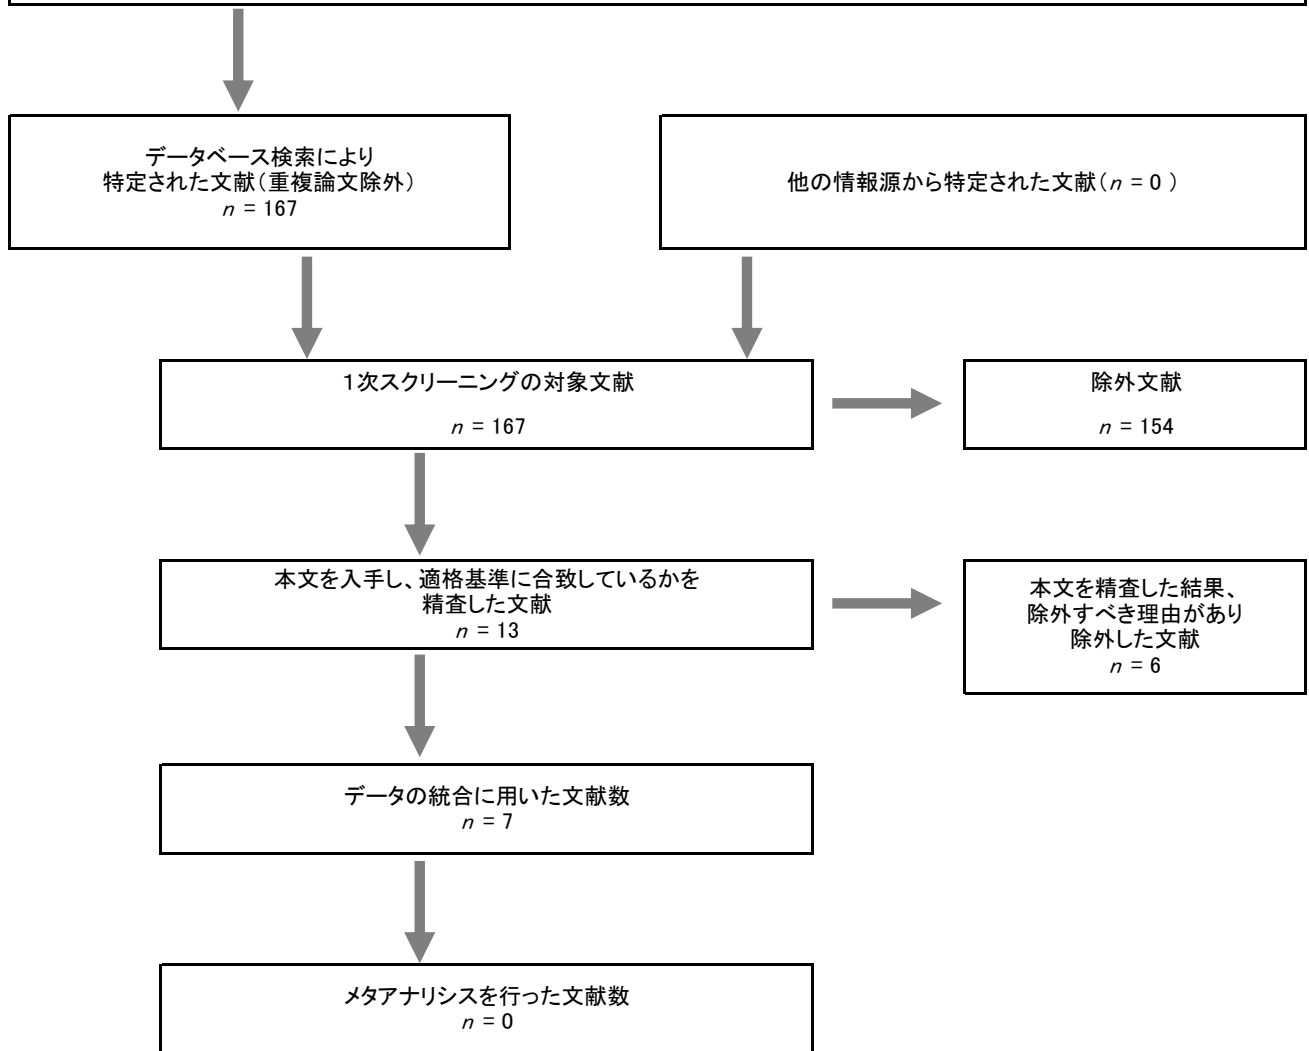 データベース検索により
特定された文献(重複論文除外)
n = 167
他の情報源から特定された文献(n = 0 )
1次スクリーニングの対象文献
n = 167
除外文献
n = 154
本文を入手し、適格基準に合致しているかを
精査した文献
n = 13
本文を精査した結果、
除外すべき理由があり
除外した文献
n = 6
データの統合に用いた文献数
n = 7
メタアナリシスを行った文献数
n = 0